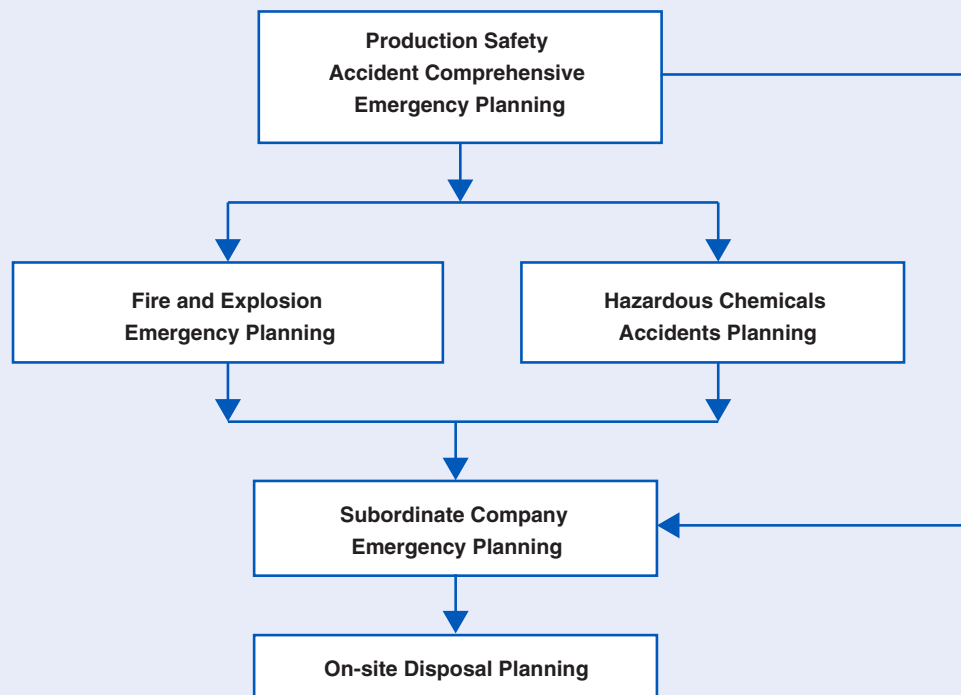 Production Safety
Accident Comprehensive
Emergency Planning
Fire and Explosion
Emergency Planning
Hazardous Chemicals
Accidents Planning
Subordinate Company
Emergency Planning
On-site Disposal Planning